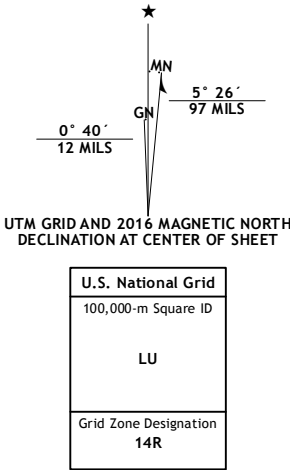 ★
MN
GN
5° 26´
97 MILS
0° 40´
12 MILS
UTM GRID AND 2016 MAGNETIC NORTH
DECLINATION AT CENTER OF SHEET
U.S. National Grid
100,000-m Square ID
LU
Grid Zone Designation
14R